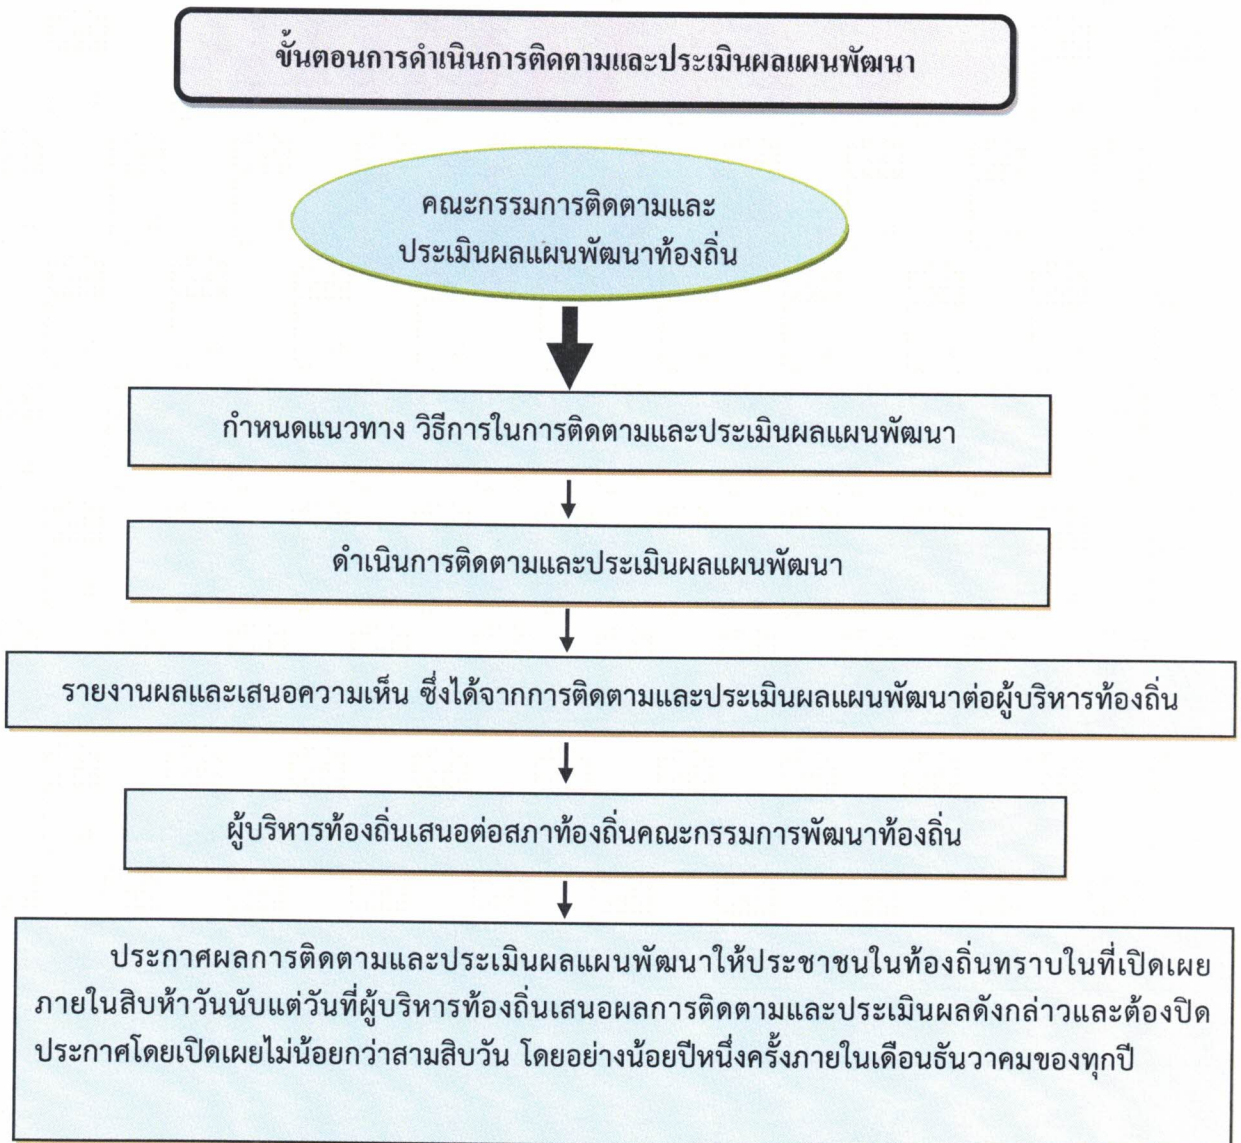 ขั้นตอนการดำเนินการติดตามและประเมินผลแผนพัฒนา
คณะกรรมการติดตามและ
ประเมินผลแผนพัฒนาท้องถิ่น
กำหนดแนวทาง วิธีการในการติดตามและประเมินผลแผนพัฒนา
ดำเนินการติดตามและประเมินผลแผนพัฒนา
รายงานผลและเสนอความเห็น ซึ่งได้จากการติดตามและประเมินผลแผนพัฒนาต่อผู้บริหารท้องถิ่น
ผู้บริหารท้องถิ่นเสนอต่อสภาท้องถิ่นคณะกรรมการพัฒนาท้องถิ่น
ประกาศผลการติดตามและประเมินผลแผนพัฒนาให้ประชาชนในท้องถิ่นทราบในที่เปิดเผย
ภายในสิบห้าวันนับแต่วันที่ผู้บริหารท้องถิ่นเสนอผลการติดตามและประเมินผลดังกล่าวและต้องปิด
ประกาศโดยเปิดเผยไม่น้อยกว่าสามสิบวัน โดยอย่างน้อยปีหนึ่งครั้งภายในเดือนธันวาคมของทุกปี